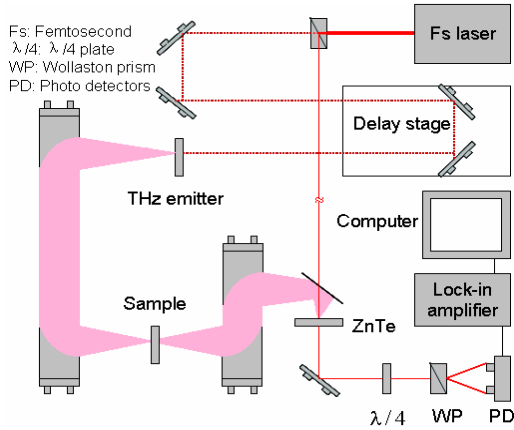 Fs: Femtosecond
λ/4: λ/4 plate
WP: Wollaston prism
PD: Photo detectors
Fs laser
Delay stage
THz emitter
Computer
Sample
Lock-in
amplifier
ZnTe
λ/4
WP
PD